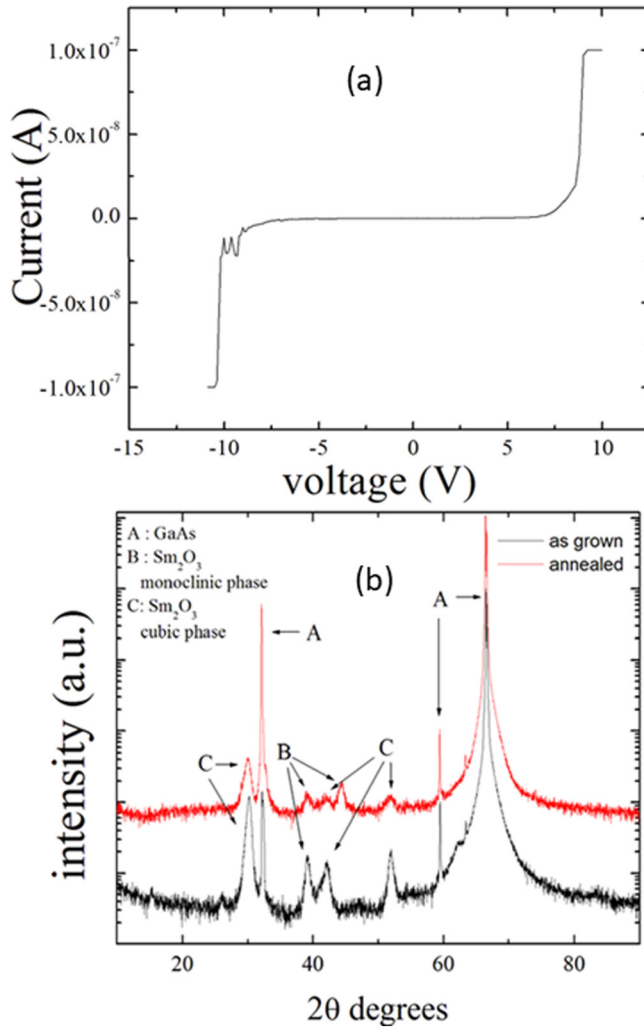 (a)
Current (A)
1.0x10⁻⁷
5.0x10⁻⁸
0.0
-5.0x10⁻⁸
-1.0x10⁻⁷
-15
-10
-5
0
5
10
voltage (V)
(b)
A : GaAs
B : Sm₂O₃
monoclinic phase
C: Sm₂O₃
cubic phase
as grown
annealed
A
A
C
B
C
intensity (a.u.)
20
40
60
80
2θ degrees